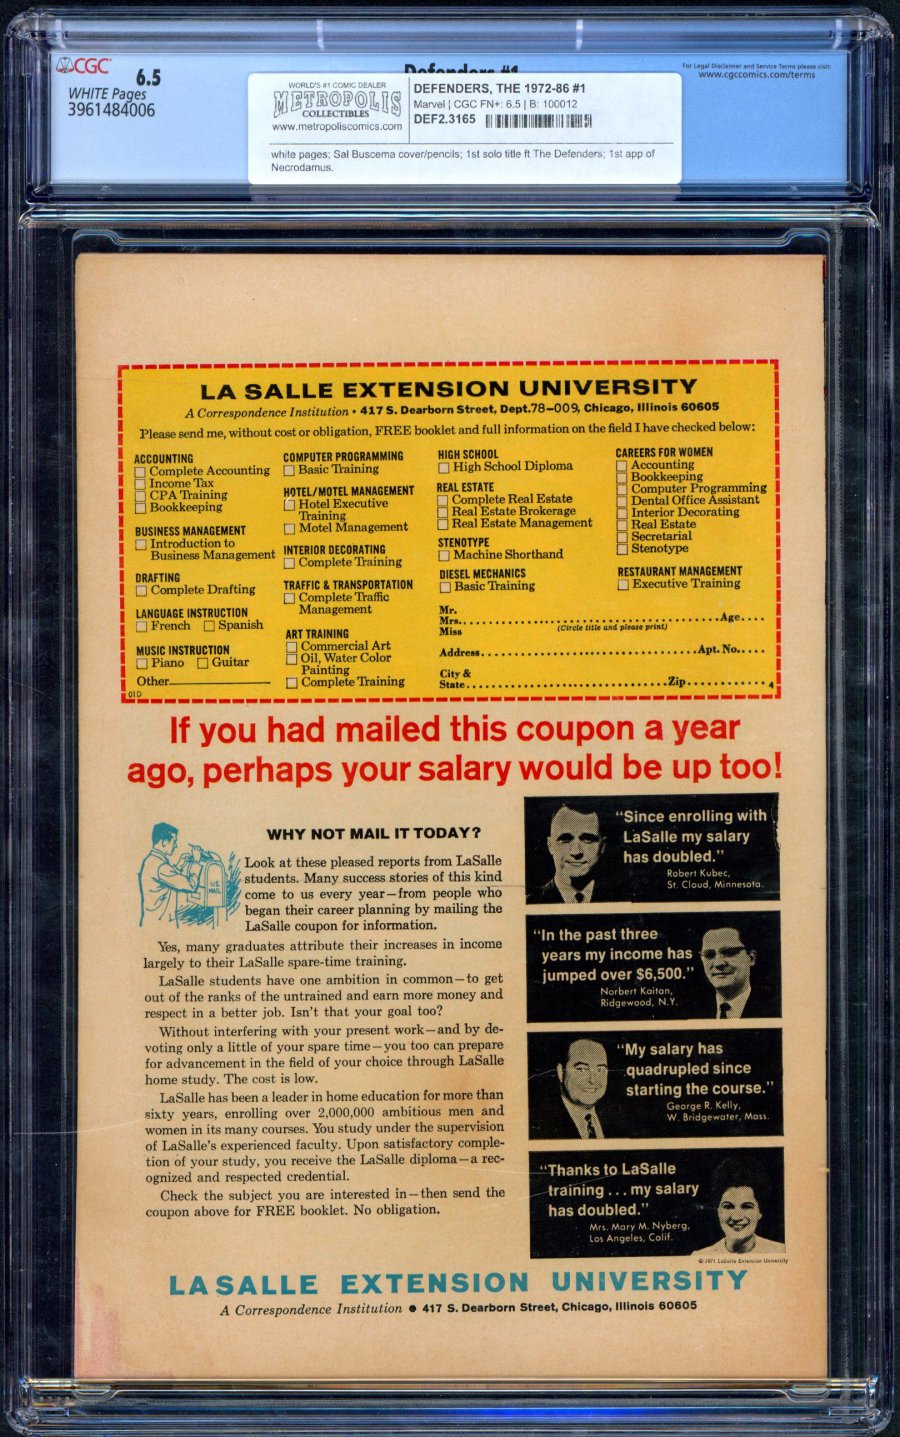 CGC 6.5
WHITE Pages
3961484006
Defenders #1
For Legal Disclaimer and Service Terms please visit:
www.cgccomics.com/terms
WORLD'S #1 COMIC DEALER
METROPOLIS
COLLECTIBLES
www.metropoliscomics.com
DEFENDERS, THE 1972-86 #1
Marvel | CGC FN+: 6.5 | B: 100012
DEF2.3165
white pages; Sal Buscema cover/pencils; 1st solo title ft The Defenders; 1st app of
Necrodamus.
LA SALLE EXTENSION UNIVERSITY
A Correspondence Institution • 417 S. Dearborn Street, Dept. 78-009, Chicago, Illinois 60605
Please send me, without cost or obligation, FREE booklet and full information on the field I have checked below:
ACCOUNTING
Complete Accounting
Income Tax
CPA Training
Bookkeeping
BUSINESS MANAGEMENT
Introduction to
Business Management
DRAFTING
Complete Drafting
LANGUAGE INSTRUCTION
French Spanish
MUSIC INSTRUCTION
Piano Guitar
Other
01D
COMPUTER PROGRAMMING
Basic Training
HOTEL/MOTEL MANAGEMENT
Hotel Executive
Training
Motel Management
INTERIOR DECORATING
Complete Training
TRAFFIC & TRANSPORTATION
Complete Traffic
Management
ART TRAINING
Commercial Art
Oil, Water Color
Painting
Complete Training
HIGH SCHOOL
High School Diploma
REAL ESTATE
Complete Real Estate
Real Estate Brokerage
Real Estate Management
STENOTYPE
Machine Shorthand
DIESEL MECHANICS
Basic Training
CAREERS FOR WOMEN
Accounting
Bookkeeping
Computer Programming
Dental Office Assistant
Interior Decorating
Real Estate
Secretarial
Stenotype
RESTAURANT MANAGEMENT
Executive Training
Mr.
Mrs. Age
Miss (Circle title and please print)
Address Apt. No.
City &
State Zip 4
If you had mailed this coupon a year
ago, perhaps your salary would be up too!
U.S.
MAIL
WHY NOT MAIL IT TODAY?
Look at these pleased reports from LaSalle
students. Many success stories of this kind
come to us every year—from people who
began their career planning by mailing the
LaSalle coupon for information.
Yes, many graduates attribute their increases in income
largely to their LaSalle spare-time training.
LaSalle students have one ambition in common—to get
out of the ranks of the untrained and earn more money and
respect in a better job. Isn't that your goal too?
Without interfering with your present work—and by de-
voting only a little of your spare time—you too can prepare
for advancement in the field of your choice through LaSalle
home study. The cost is low.
LaSalle has been a leader in home education for more than
sixty years, enrolling over 2,000,000 ambitious men and
women in its many courses. You study under the supervision
of LaSalle's experienced faculty. Upon satisfactory comple-
tion of your study, you receive the LaSalle diploma—a rec-
ognized and respected credential.
Check the subject you are interested in—then send the
coupon above for FREE booklet. No obligation.
"Since enrolling with
LaSalle my salary
has doubled."
Robert Kubec,
St. Cloud, Minnesota.
"In the past three
years my income has
jumped over $6,500."
Norbert Kaitan,
Ridgewood, N.Y.
"My salary has
quadrupled since
starting the course."
George R. Kelly,
W. Bridgewater, Mass.
"Thanks to LaSalle
training...my salary
has doubled."
Mrs. Mary M. Nyberg,
Los Angeles, Calif.
© 1971 LaSalle Extension University
LA SALLE EXTENSION UNIVERSITY
A Correspondence Institution • 417 S. Dearborn Street, Chicago, Illinois 60605